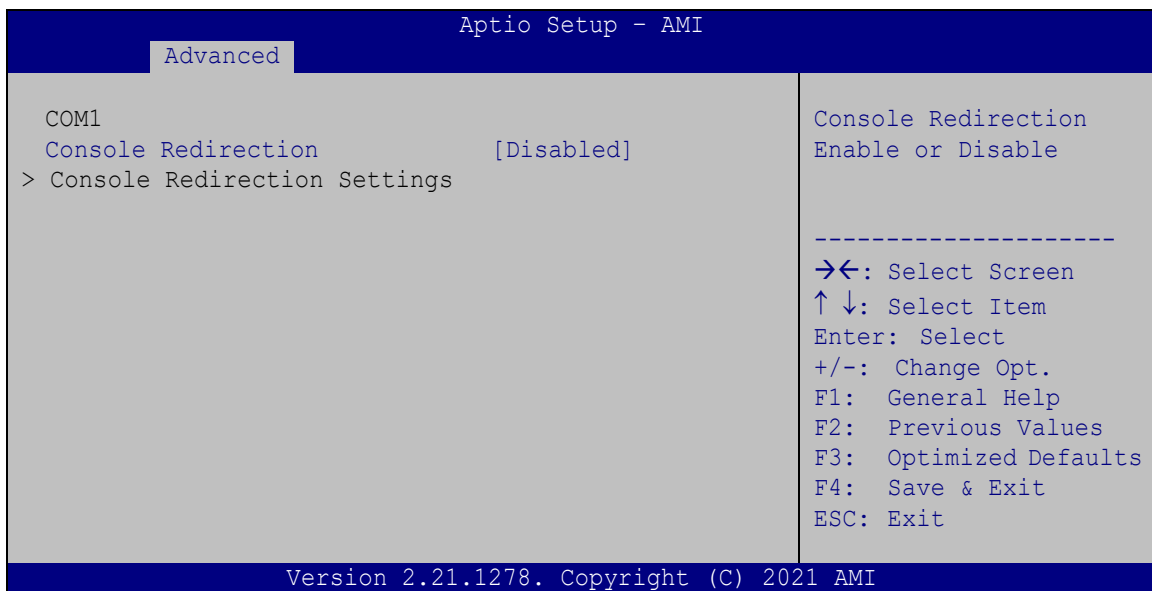 Aptio Setup – AMI
Advanced
COM1
Console Redirection [Disabled]
> Console Redirection Settings
Console Redirection
Enable or Disable
----------------------
→←: Select Screen
↑ ↓: Select Item
Enter: Select
+/-: Change Opt.
F1: General Help
F2: Previous Values
F3: Optimized Defaults
F4: Save & Exit
ESC: Exit
Version 2.21.1278. Copyright (C) 2021 AMI